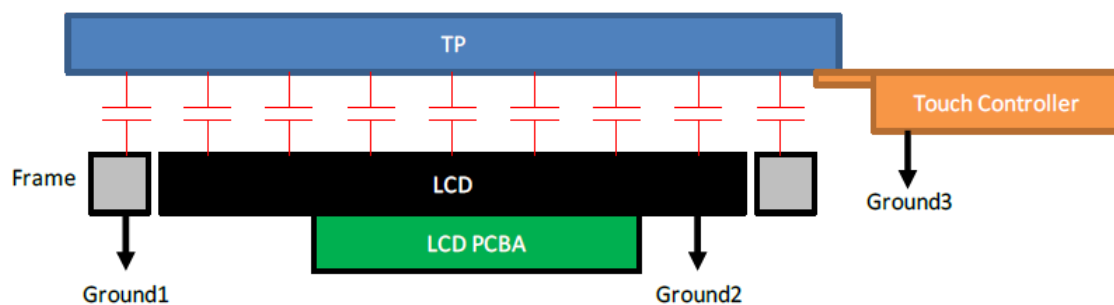 TP
Touch Controller
Frame
LCD
Ground3
LCD PCBA
Ground1
Ground2